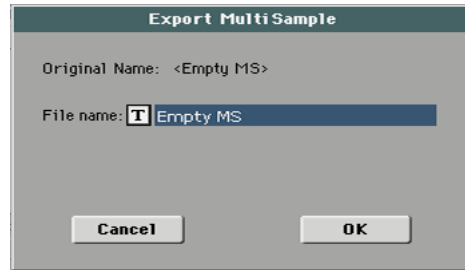 Export MultiSample
Original Name: <Empty MS>
File name: T Empty MS
Cancel OK